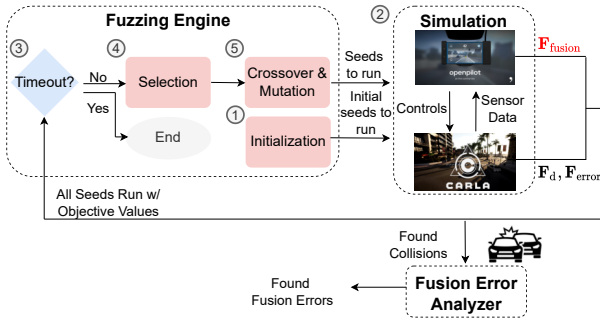 Fuzzing Engine
② Simulation
③
④
⑤
Timeout?
No
Yes
Selection
Crossover &
Mutation
End
①
Initialization
Seeds
to run
Initial
seeds to
run
openpilot
Controls
Sensor
Data
CARLA
F_fusion
F_d, F_error
All Seeds Run w/
Objective Values
Found
Collisions
Fusion Error
Analyzer
Found
Fusion Errors